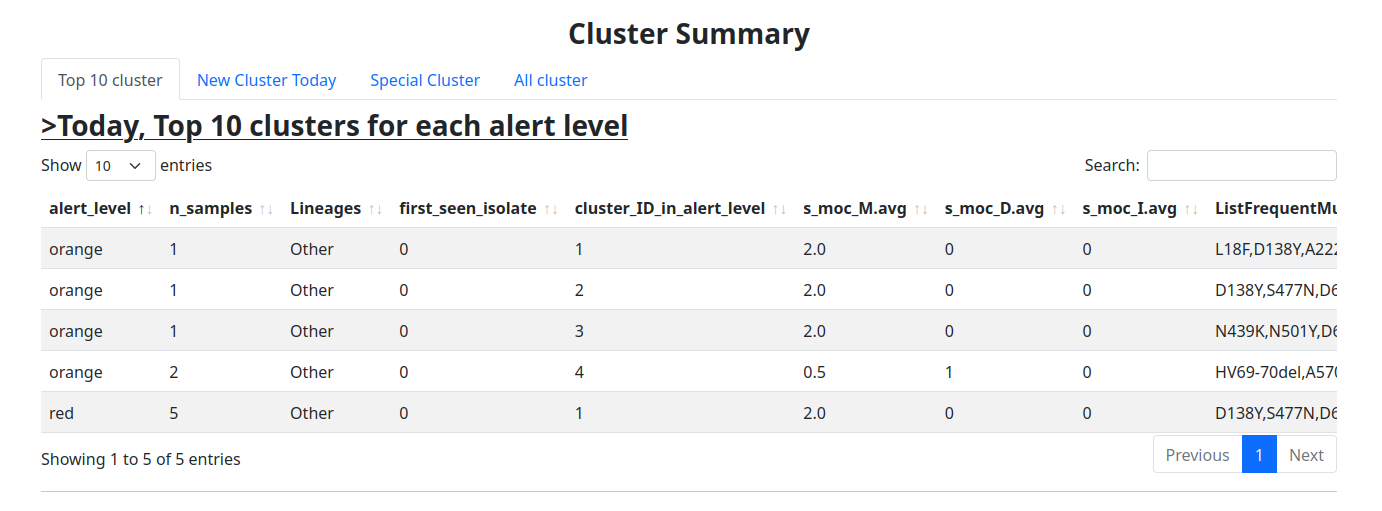 Cluster Summary
Top 10 cluster New Cluster Today Special Cluster All cluster
>Today, Top 10 clusters for each alert level
Show 10 entries Search:
alert_level ↑↓ n_samples ↑↓ Lineages ↑↓ first_seen_isolate ↑↓ cluster_ID_in_alert_level ↑↓ s_moc_M.avg ↑↓ s_moc_D.avg ↑↓ s_moc_I.avg ↑↓ ListFrequentMu
orange 1 Other 0 1 2.0 0 0 L18F,D138Y,A222
orange 1 Other 0 2 2.0 0 0 D138Y,S477N,D6
orange 1 Other 0 3 2.0 0 0 N439K,N501Y,D6
orange 2 Other 0 4 0.5 1 0 HV69-70del,A570
red 5 Other 0 1 2.0 0 0 D138Y,S477N,D6
Showing 1 to 5 of 5 entries Previous 1 Next